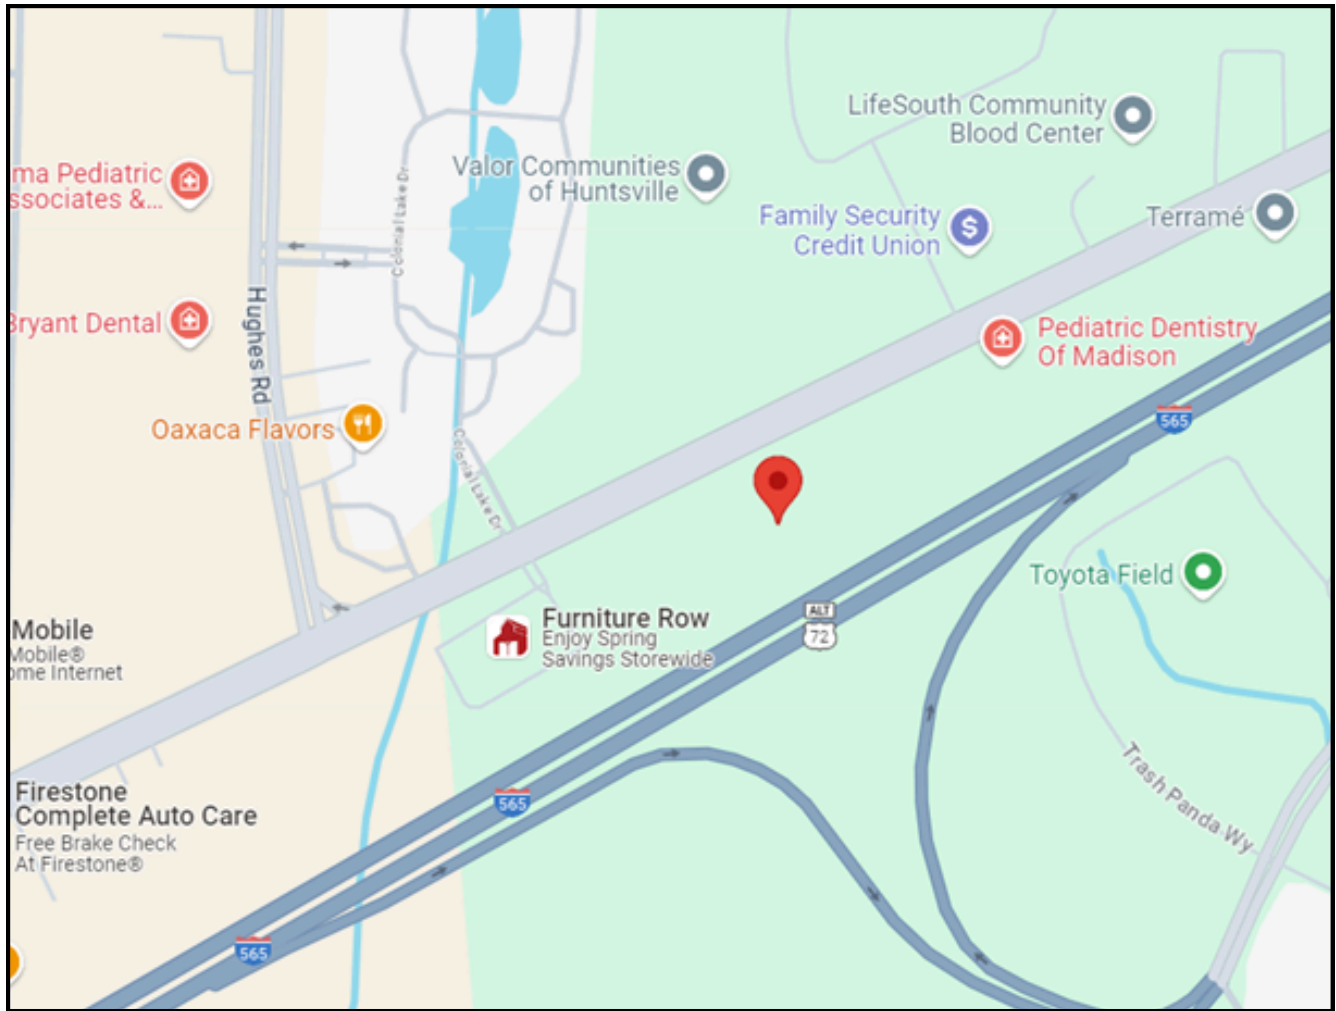 LifeSouth Community
Blood Center
ma Pediatric
ssociates &...
Valor Communities
of Huntsville
Colonial Lake Dr
Family Security
Credit Union
Terramé
Hughes Rd
Bryant Dental
Pediatric Dentistry
Of Madison
565
Oaxaca Flavors
Colonial Lake Dr
Toyota Field
ALT
72
Furniture Row
Enjoy Spring
Savings Storewide
Mobile
Mobile®
ome Internet
Trash Panda Wy
565
Firestone
Complete Auto Care
Free Brake Check
At Firestone®
565